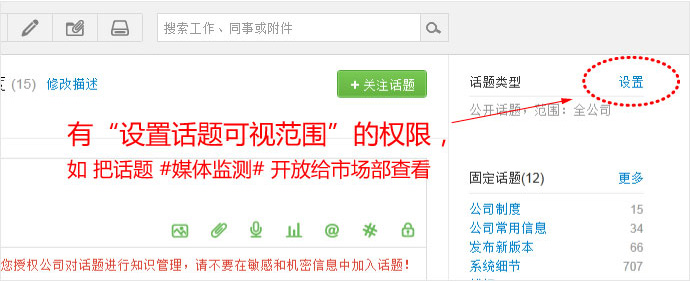 搜索工作、同事或附件
(15) 修改描述
+ 关注话题
话题类型 设置
公开话题，范围：全公司
有“设置话题可视范围”的权限，
如 把话题 #媒体监测# 开放给市场部查看
固定话题(12) 更多
公司制度 15
公司常用信息 34
发布新版本 66
系统细节 707
您授权公司对话题进行知识管理，请不要在敏感和机密信息中加入话题！